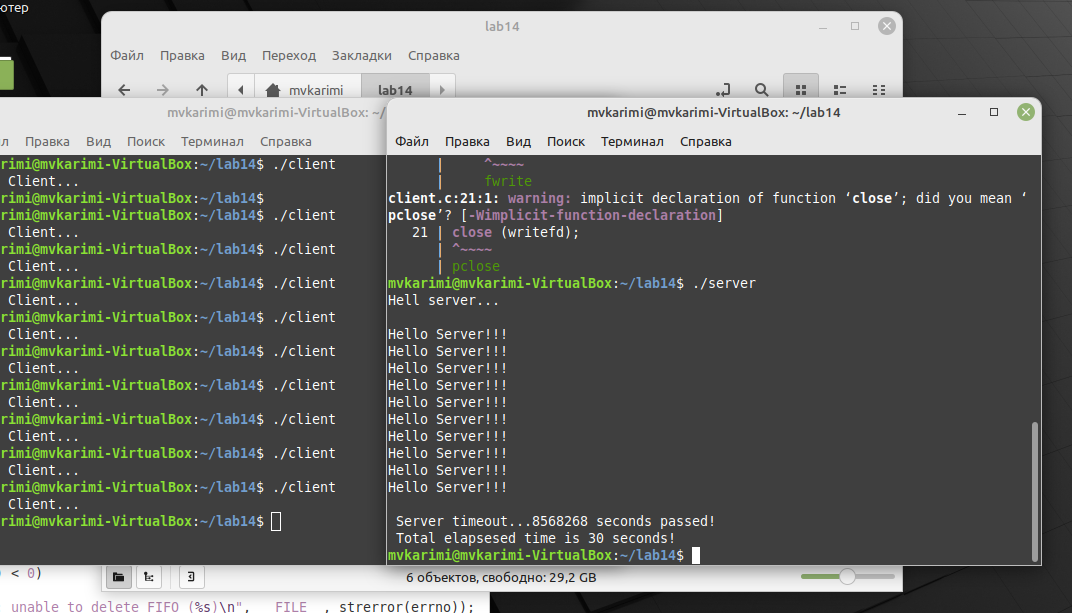 ютер
lab14
Файл Правка Вид Переход Закладки Справка
mvkarimi lab14
mvkarimi@mvkarimi-VirtualBox: ~/
л Правка Вид Поиск Терминал Справка
rimi@mvkarimi-VirtualBox:~/lab14$ ./client
Client...
rimi@mvkarimi-VirtualBox:~/lab14$
rimi@mvkarimi-VirtualBox:~/lab14$ ./client
Client...
rimi@mvkarimi-VirtualBox:~/lab14$ ./client
Client...
rimi@mvkarimi-VirtualBox:~/lab14$ ./client
Client...
rimi@mvkarimi-VirtualBox:~/lab14$ ./client
Client...
rimi@mvkarimi-VirtualBox:~/lab14$ ./client
Client...
rimi@mvkarimi-VirtualBox:~/lab14$ ./client
Client...
rimi@mvkarimi-VirtualBox:~/lab14$ ./client
Client...
rimi@mvkarimi-VirtualBox:~/lab14$ ./client
Client...
rimi@mvkarimi-VirtualBox:~/lab14$ ./client
Client...
rimi@mvkarimi-VirtualBox:~/lab14$
mvkarimi@mvkarimi-VirtualBox: ~/lab14
Файл Правка Вид Поиск Терминал Справка
| ^~~~~
| fwrite
client.c:21:1: warning: implicit declaration of function ‘close’; did you mean ‘
pclose’? [-Wimplicit-function-declaration]
21 | close (writefd);
| ^~~~~
| pclose
mvkarimi@mvkarimi-VirtualBox:~/lab14$ ./server
Hell server...
Hello Server!!!
Hello Server!!!
Hello Server!!!
Hello Server!!!
Hello Server!!!
Hello Server!!!
Hello Server!!!
Hello Server!!!
Hello Server!!!
Hello Server!!!
Server timeout...8568268 seconds passed!
Total elapsesed time is 30 seconds!
mvkarimi@mvkarimi-VirtualBox:~/lab14$
6 объектов, свободно: 29,2 GB
< 0)
unable to delete FIFO (%s)\n", __FILE__, strerror(errno));